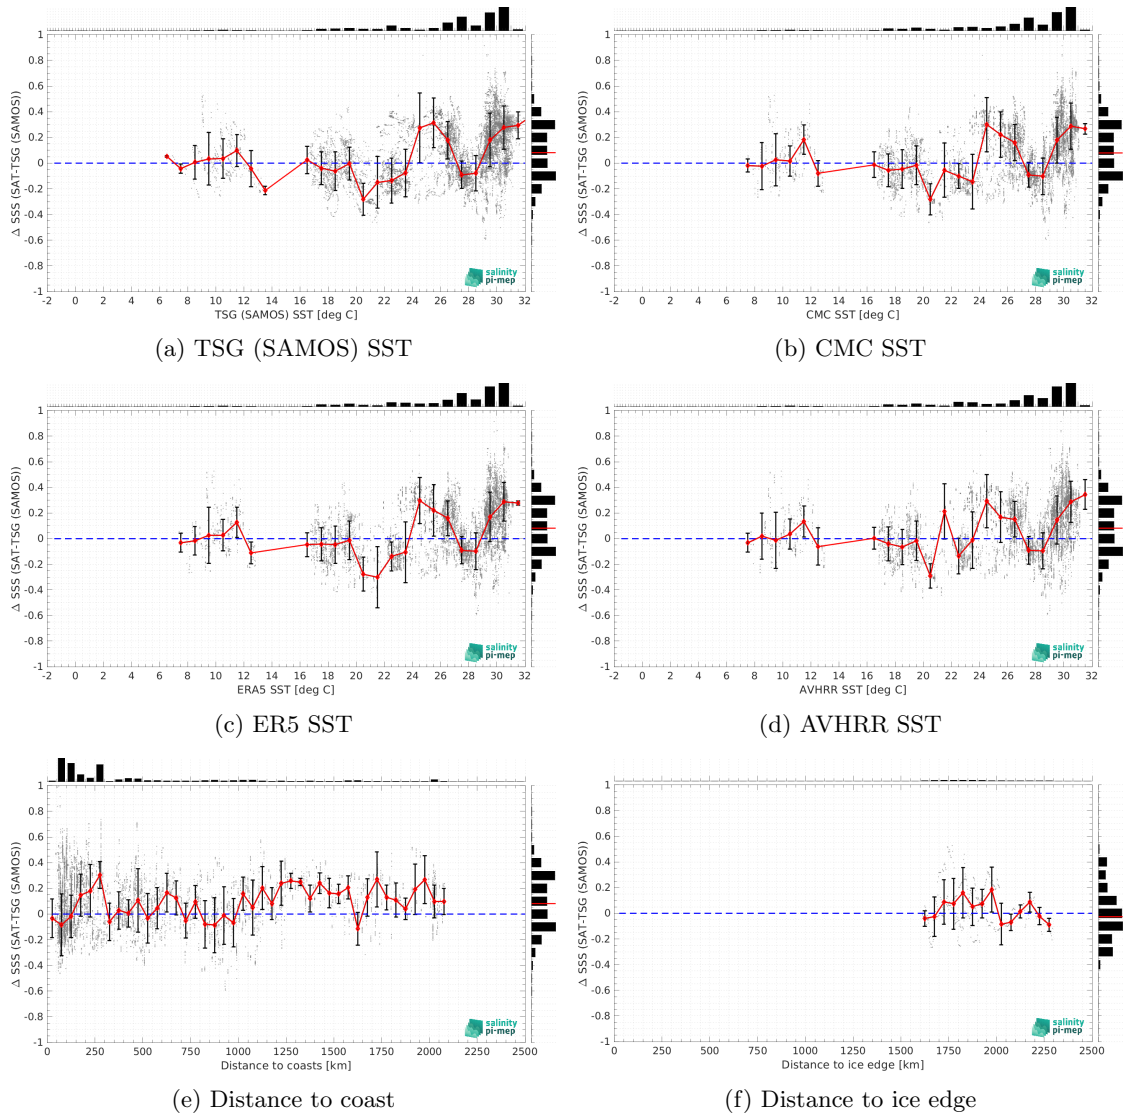 1
0.8
0.6
0.4
0.2
0
-0.2
-0.4
-0.6
-0.8
-1
Δ SSS (SAT-TSG (SAMOS))
-2 0 2 4 6 8 10 12 14 16 18 20 22 24 26 28 30 32
TSG (SAMOS) SST [deg C]
salinity
pi-mep
(a) TSG (SAMOS) SST
1
0.8
0.6
0.4
0.2
0
-0.2
-0.4
-0.6
-0.8
-1
Δ SSS (SAT-TSG (SAMOS))
-2 0 2 4 6 8 10 12 14 16 18 20 22 24 26 28 30 32
CMC SST [deg C]
salinity
pi-mep
(b) CMC SST
1
0.8
0.6
0.4
0.2
0
-0.2
-0.4
-0.6
-0.8
-1
Δ SSS (SAT-TSG (SAMOS))
-2 0 2 4 6 8 10 12 14 16 18 20 22 24 26 28 30 32
ERA5 SST [deg C]
salinity
pi-mep
(c) ER5 SST
1
0.8
0.6
0.4
0.2
0
-0.2
-0.4
-0.6
-0.8
-1
Δ SSS (SAT-TSG (SAMOS))
-2 0 2 4 6 8 10 12 14 16 18 20 22 24 26 28 30 32
AVHRR SST [deg C]
salinity
pi-mep
(d) AVHRR SST
1
0.8
0.6
0.4
0.2
0
-0.2
-0.4
-0.6
-0.8
-1
Δ SSS (SAT-TSG (SAMOS))
0 250 500 750 1000 1250 1500 1750 2000 2250 2500
Distance to coasts [km]
salinity
pi-mep
(e) Distance to coast
1
0.8
0.6
0.4
0.2
0
-0.2
-0.4
-0.6
-0.8
-1
Δ SSS (SAT-TSG (SAMOS))
0 250 500 750 1000 1250 1500 1750 2000 2250 2500
Distance to ice edge [km]
salinity
pi-mep
(f) Distance to ice edge